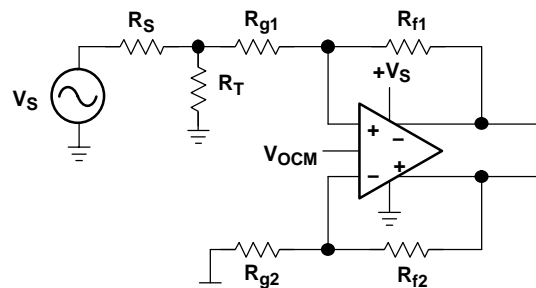 R_S
R_g1
R_f1
+V_S
R_T
V_S
+
−
V_OCM
−
+
R_g2
R_f2